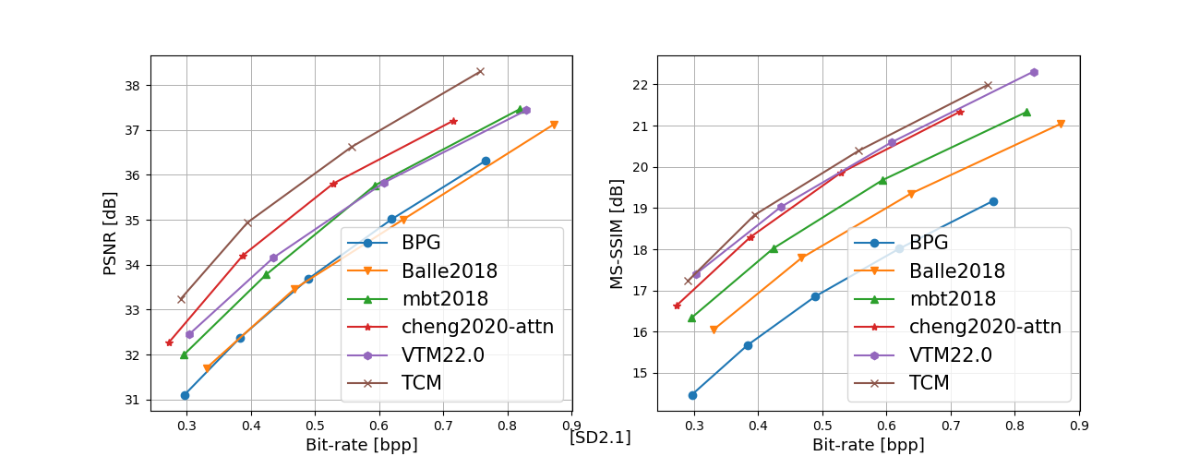 38
37
36
35
34
33
32
31
PSNR [dB]
BPG
Balle2018
mbt2018
cheng2020-attn
VTM22.0
TCM
0.3 0.4 0.5 0.6 0.7 0.8 0.9
Bit-rate [bpp]
[SD2.1]
22
21
20
19
18
17
16
15
MS-SSIM [dB]
BPG
Balle2018
mbt2018
cheng2020-attn
VTM22.0
TCM
0.3 0.4 0.5 0.6 0.7 0.8 0.9
Bit-rate [bpp]